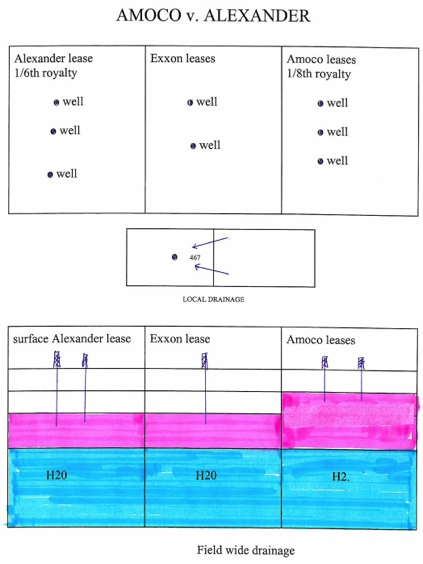 AMOCO v. ALEXANDER
Alexander lease
1/6th royalty
well
well
well
Exxon leases
well
well
Amoco leases
1/8th royalty
well
well
well
467
LOCAL DRAINAGE
surface Alexander lease
Exxon lease
Amoco leases
H20
H20
H2.
Field wide drainage